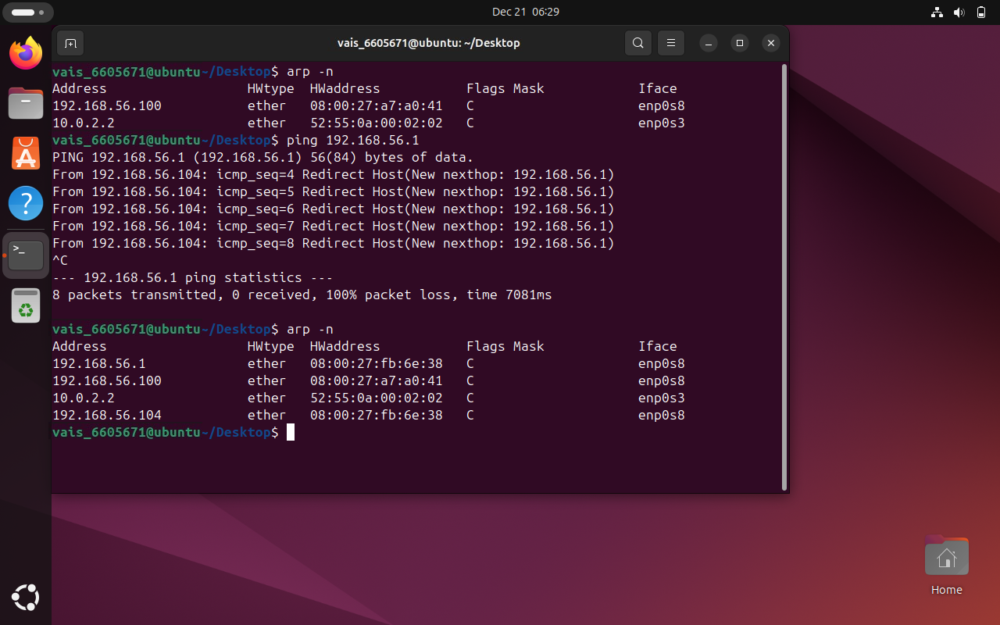 Dec 21 06:29
vais_6605671@ubuntu: ~/Desktop
vais_6605671@ubuntu:~/Desktop$ arp -n
Address                  HWtype  HWaddress           Flags Mask            Iface
192.168.56.100           ether   08:00:27:a7:a0:41   C                     enp0s8
10.0.2.2                 ether   52:55:0a:00:02:02   C                     enp0s3
vais_6605671@ubuntu:~/Desktop$ ping 192.168.56.1
PING 192.168.56.1 (192.168.56.1) 56(84) bytes of data.
From 192.168.56.104: icmp_seq=4 Redirect Host(New nexthop: 192.168.56.1)
From 192.168.56.104: icmp_seq=5 Redirect Host(New nexthop: 192.168.56.1)
From 192.168.56.104: icmp_seq=6 Redirect Host(New nexthop: 192.168.56.1)
From 192.168.56.104: icmp_seq=7 Redirect Host(New nexthop: 192.168.56.1)
From 192.168.56.104: icmp_seq=8 Redirect Host(New nexthop: 192.168.56.1)
^C
--- 192.168.56.1 ping statistics ---
8 packets transmitted, 0 received, 100% packet loss, time 7081ms
vais_6605671@ubuntu:~/Desktop$ arp -n
Address                  HWtype  HWaddress           Flags Mask            Iface
192.168.56.1             ether   08:00:27:fb:6e:38   C                     enp0s8
192.168.56.100           ether   08:00:27:a7:a0:41   C                     enp0s8
10.0.2.2                 ether   52:55:0a:00:02:02   C                     enp0s3
192.168.56.104           ether   08:00:27:fb:6e:38   C                     enp0s8
vais_6605671@ubuntu:~/Desktop$
Home